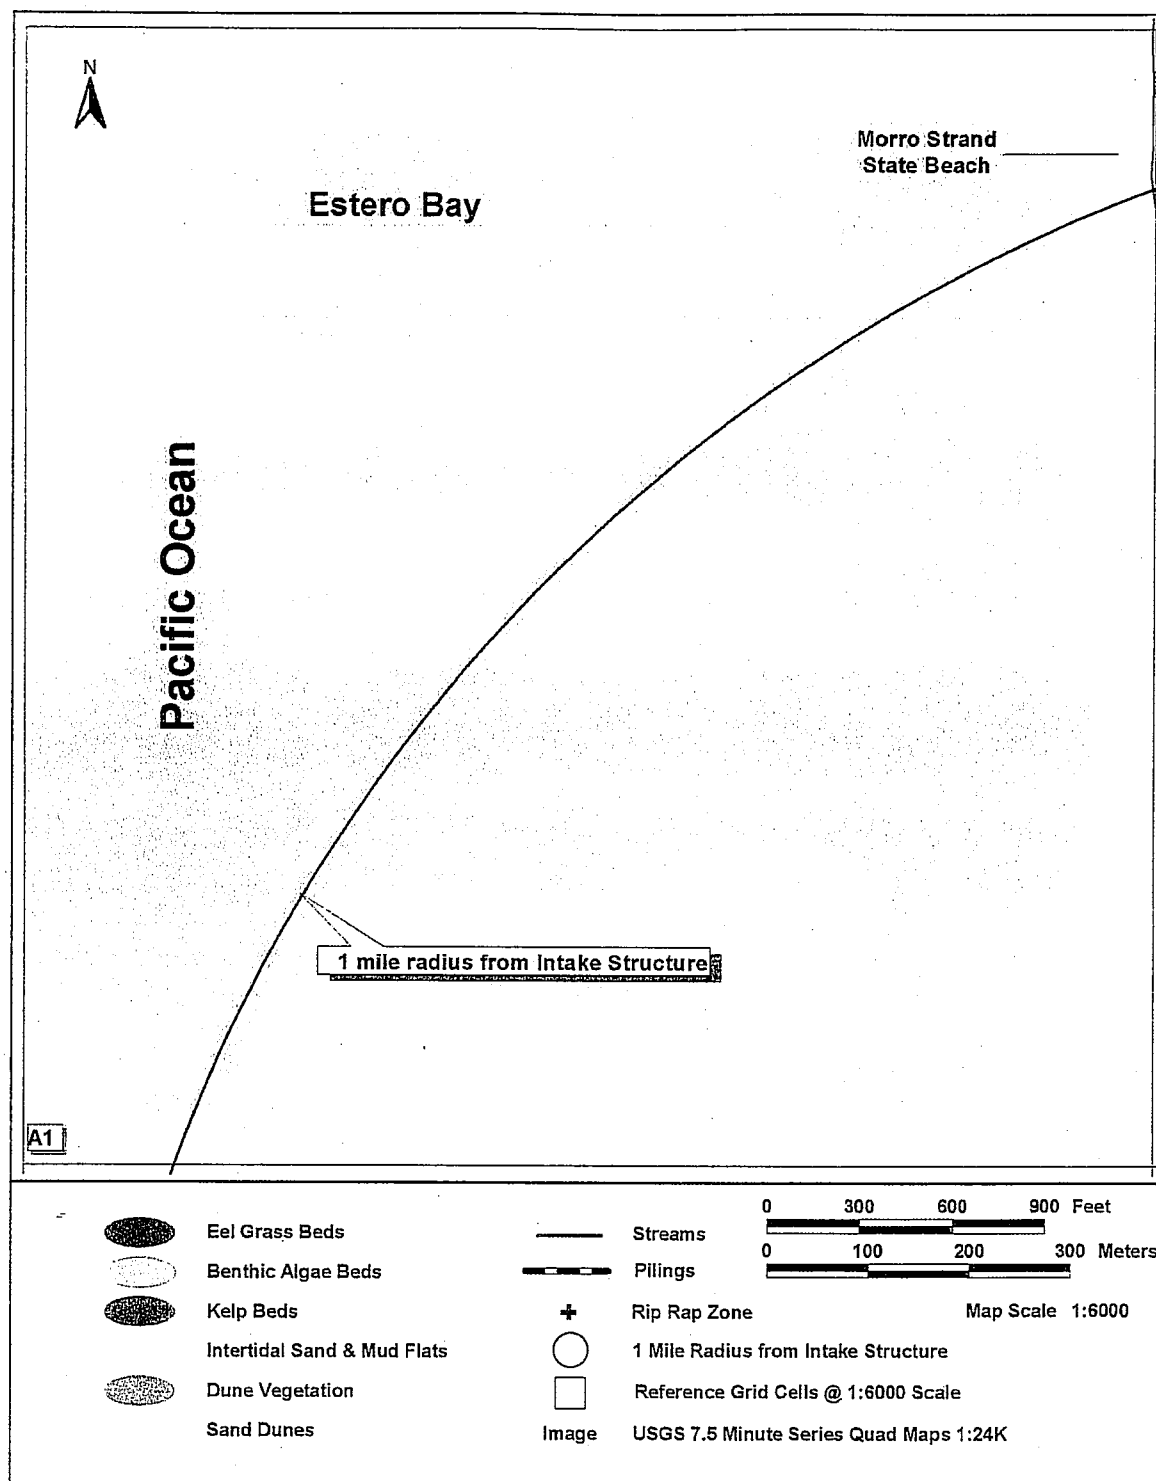 N
Morro Strand
State Beach
Estero Bay
Pacific Ocean
1 mile radius from Intake Structure
A1
Eel Grass Beds
Benthic Algae Beds
Kelp Beds
Intertidal Sand & Mud Flats
Dune Vegetation
Sand Dunes
Streams
Pilings
Rip Rap Zone
1 Mile Radius from Intake Structure
Reference Grid Cells @ 1:6000 Scale
Image USGS 7.5 Minute Series Quad Maps 1:24K
0 300 600 900 Feet
0 100 200 300 Meters
Map Scale 1:6000